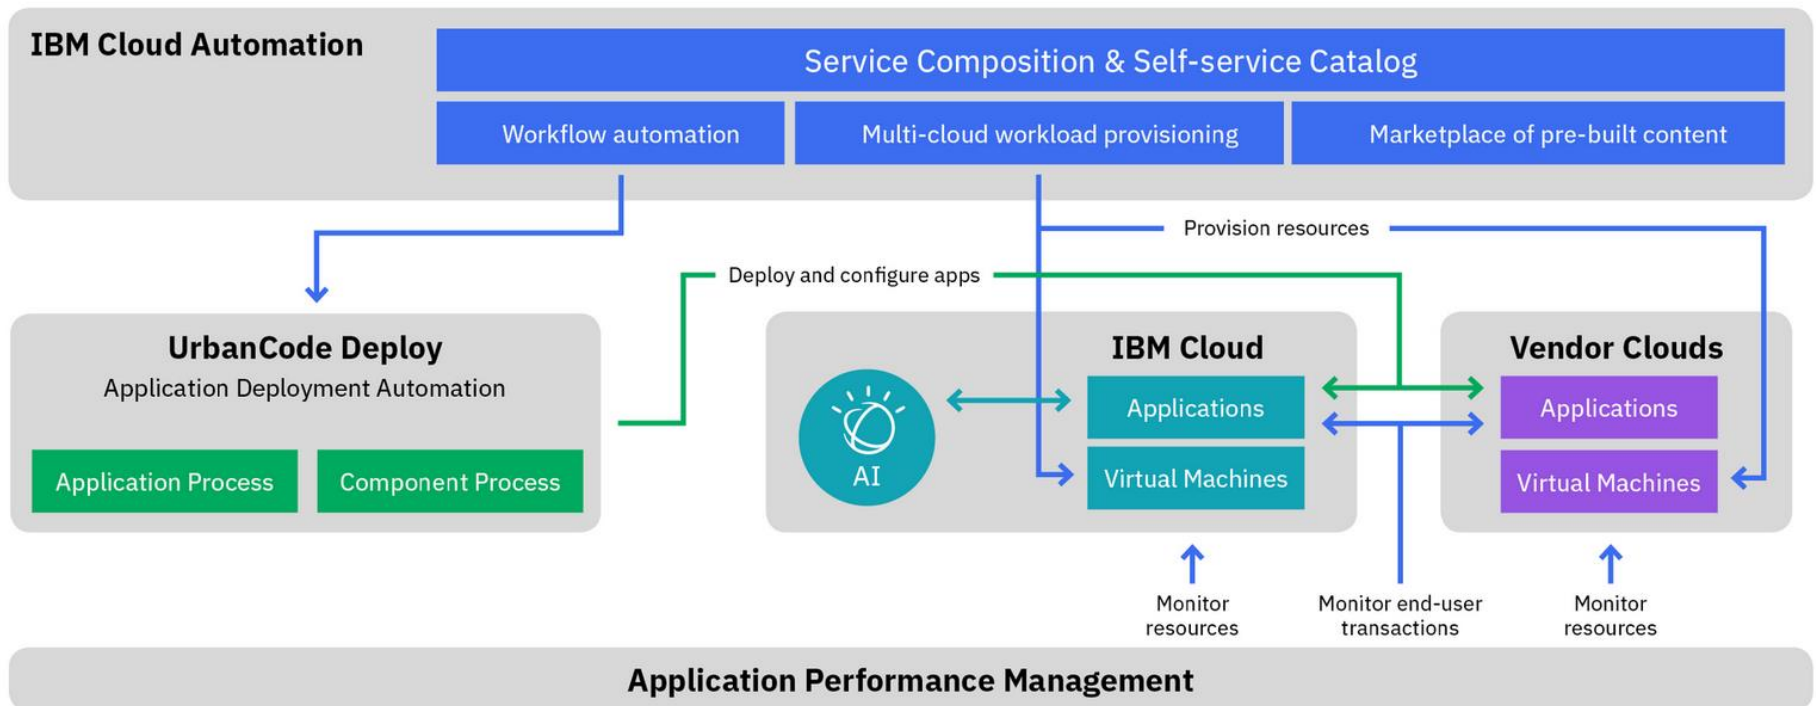 IBM Cloud Automation
Service Composition & Self-service Catalog
Workflow automation
Multi-cloud workload provisioning
Marketplace of pre-built content
Provision resources
Deploy and configure apps
UrbanCode Deploy
Application Deployment Automation
Application Process
Component Process
AI
IBM Cloud
Applications
Virtual Machines
Vendor Clouds
Applications
Virtual Machines
Monitor
resources
Monitor end-user
transactions
Monitor
resources
Application Performance Management